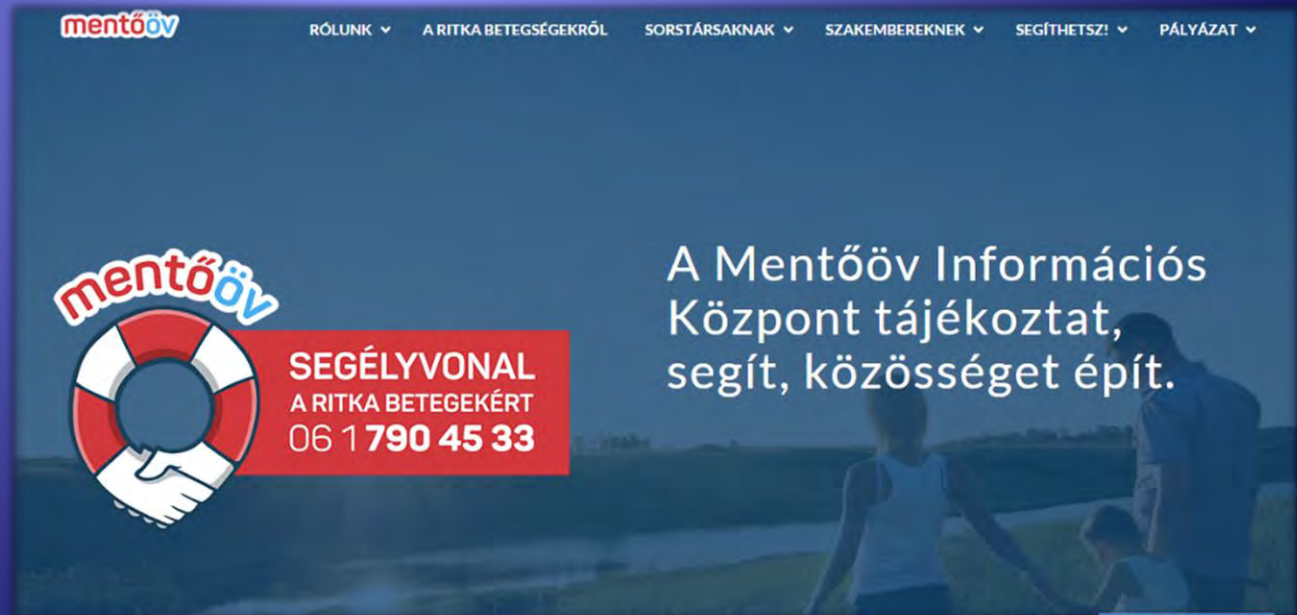 mentőöv
RÓLUNK A RITKA BETEGSÉGEKRŐL SORSTÁRSAKNAK SZAKEMBEREKNEK SEGÍTHETSZ! PÁLYÁZAT
mentőöv
SEGÉLYVONAL
A RITKA BETEGEKÉRT
06 1 790 45 33
A Mentőöv Információs
Központ tájékoztat,
segít, közösséget épít.